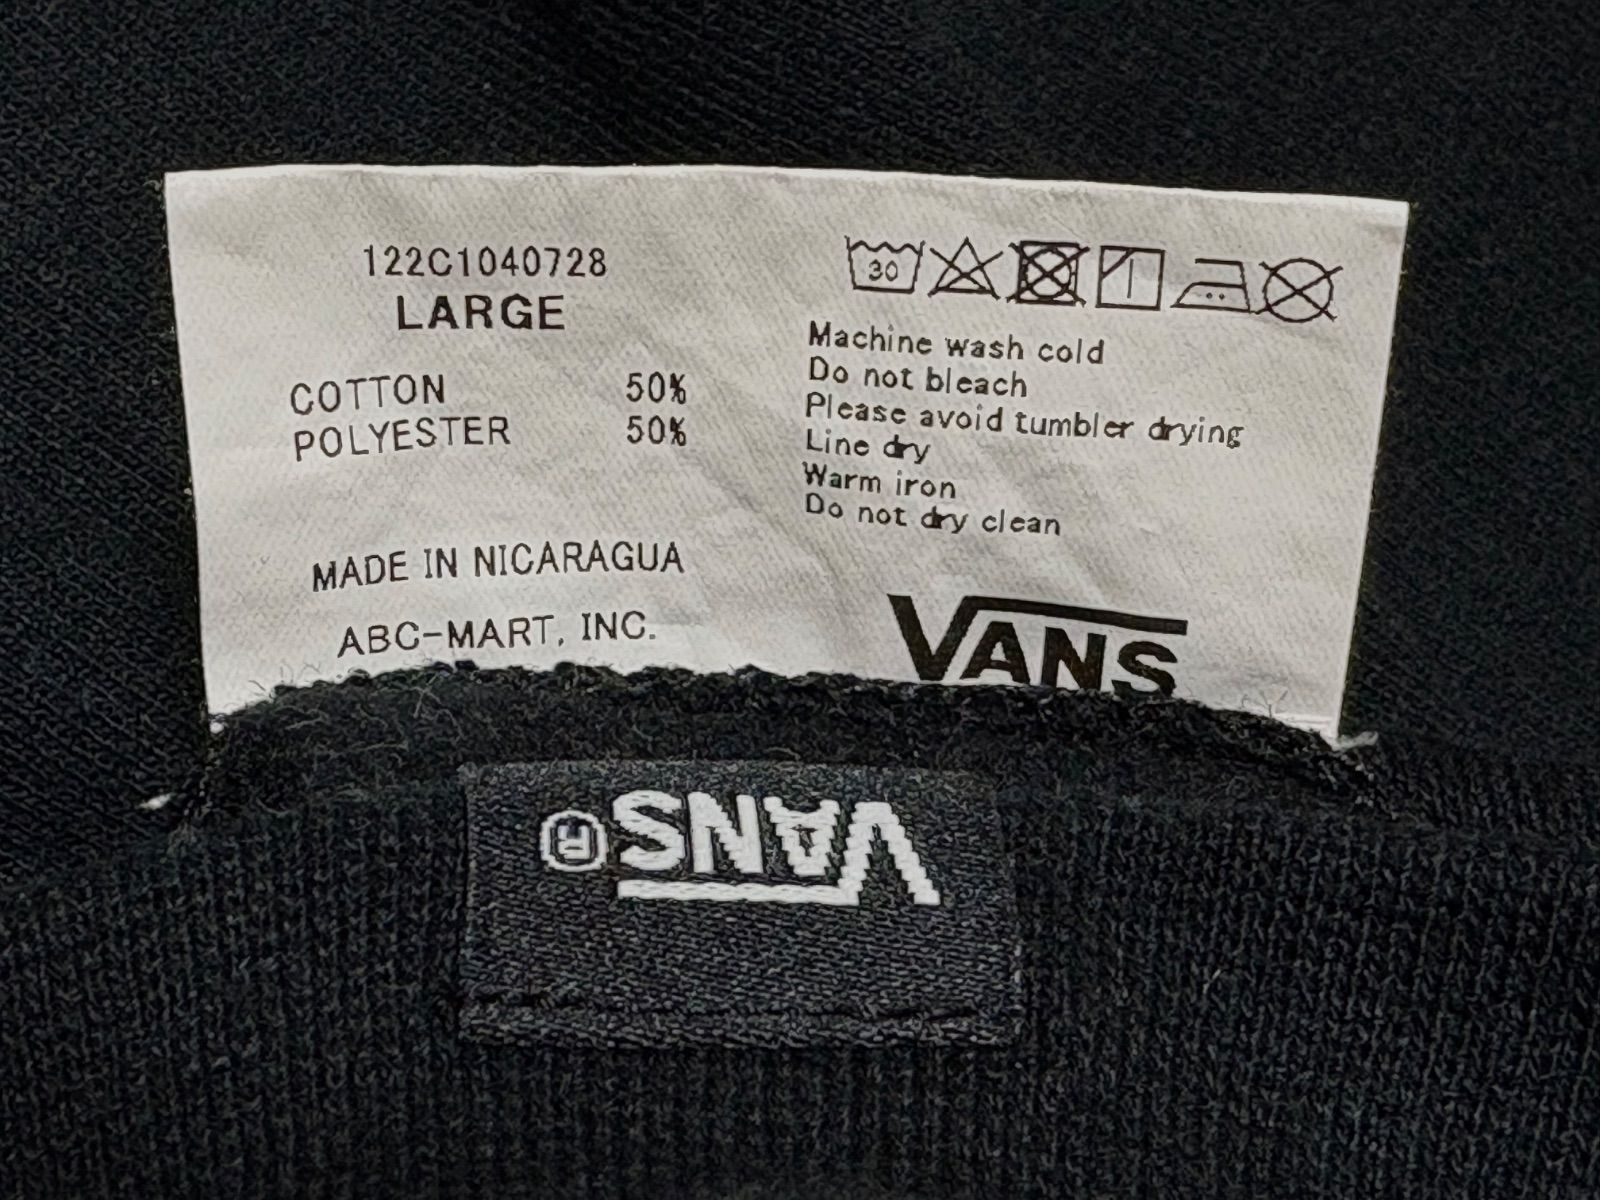 122C1040728
LARGE
COTTON 50%
POLYESTER 50%
MADE IN NICARAGUA
ABC-MART, INC.
30
Machine wash cold
Do not bleach
Please avoid tumbler drying
Line dry
Warm iron
Do not dry clean
VANS
VANS®